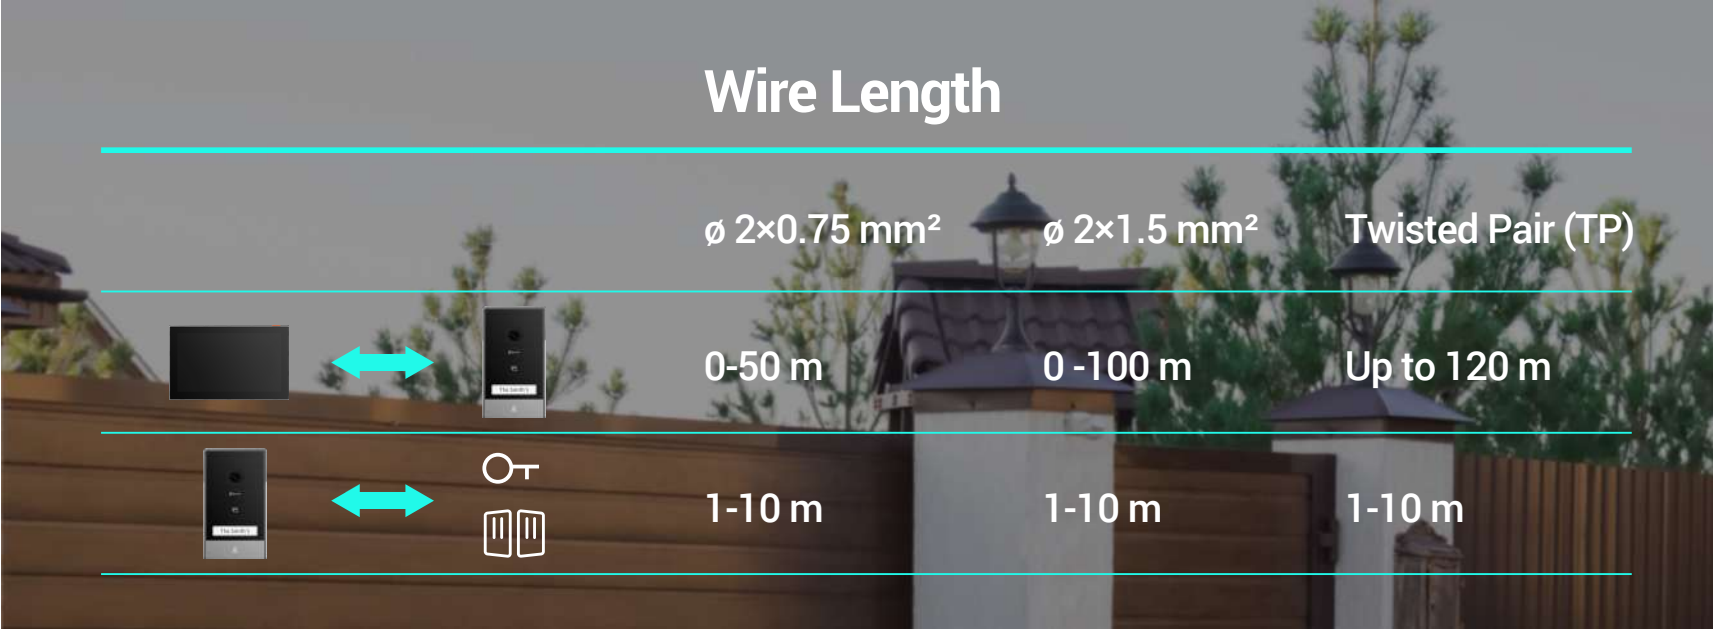 Wire Length
ø 2×0.75 mm² ø 2×1.5 mm² Twisted Pair (TP)
0-50 m 0 -100 m Up to 120 m
1-10 m 1-10 m 1-10 m